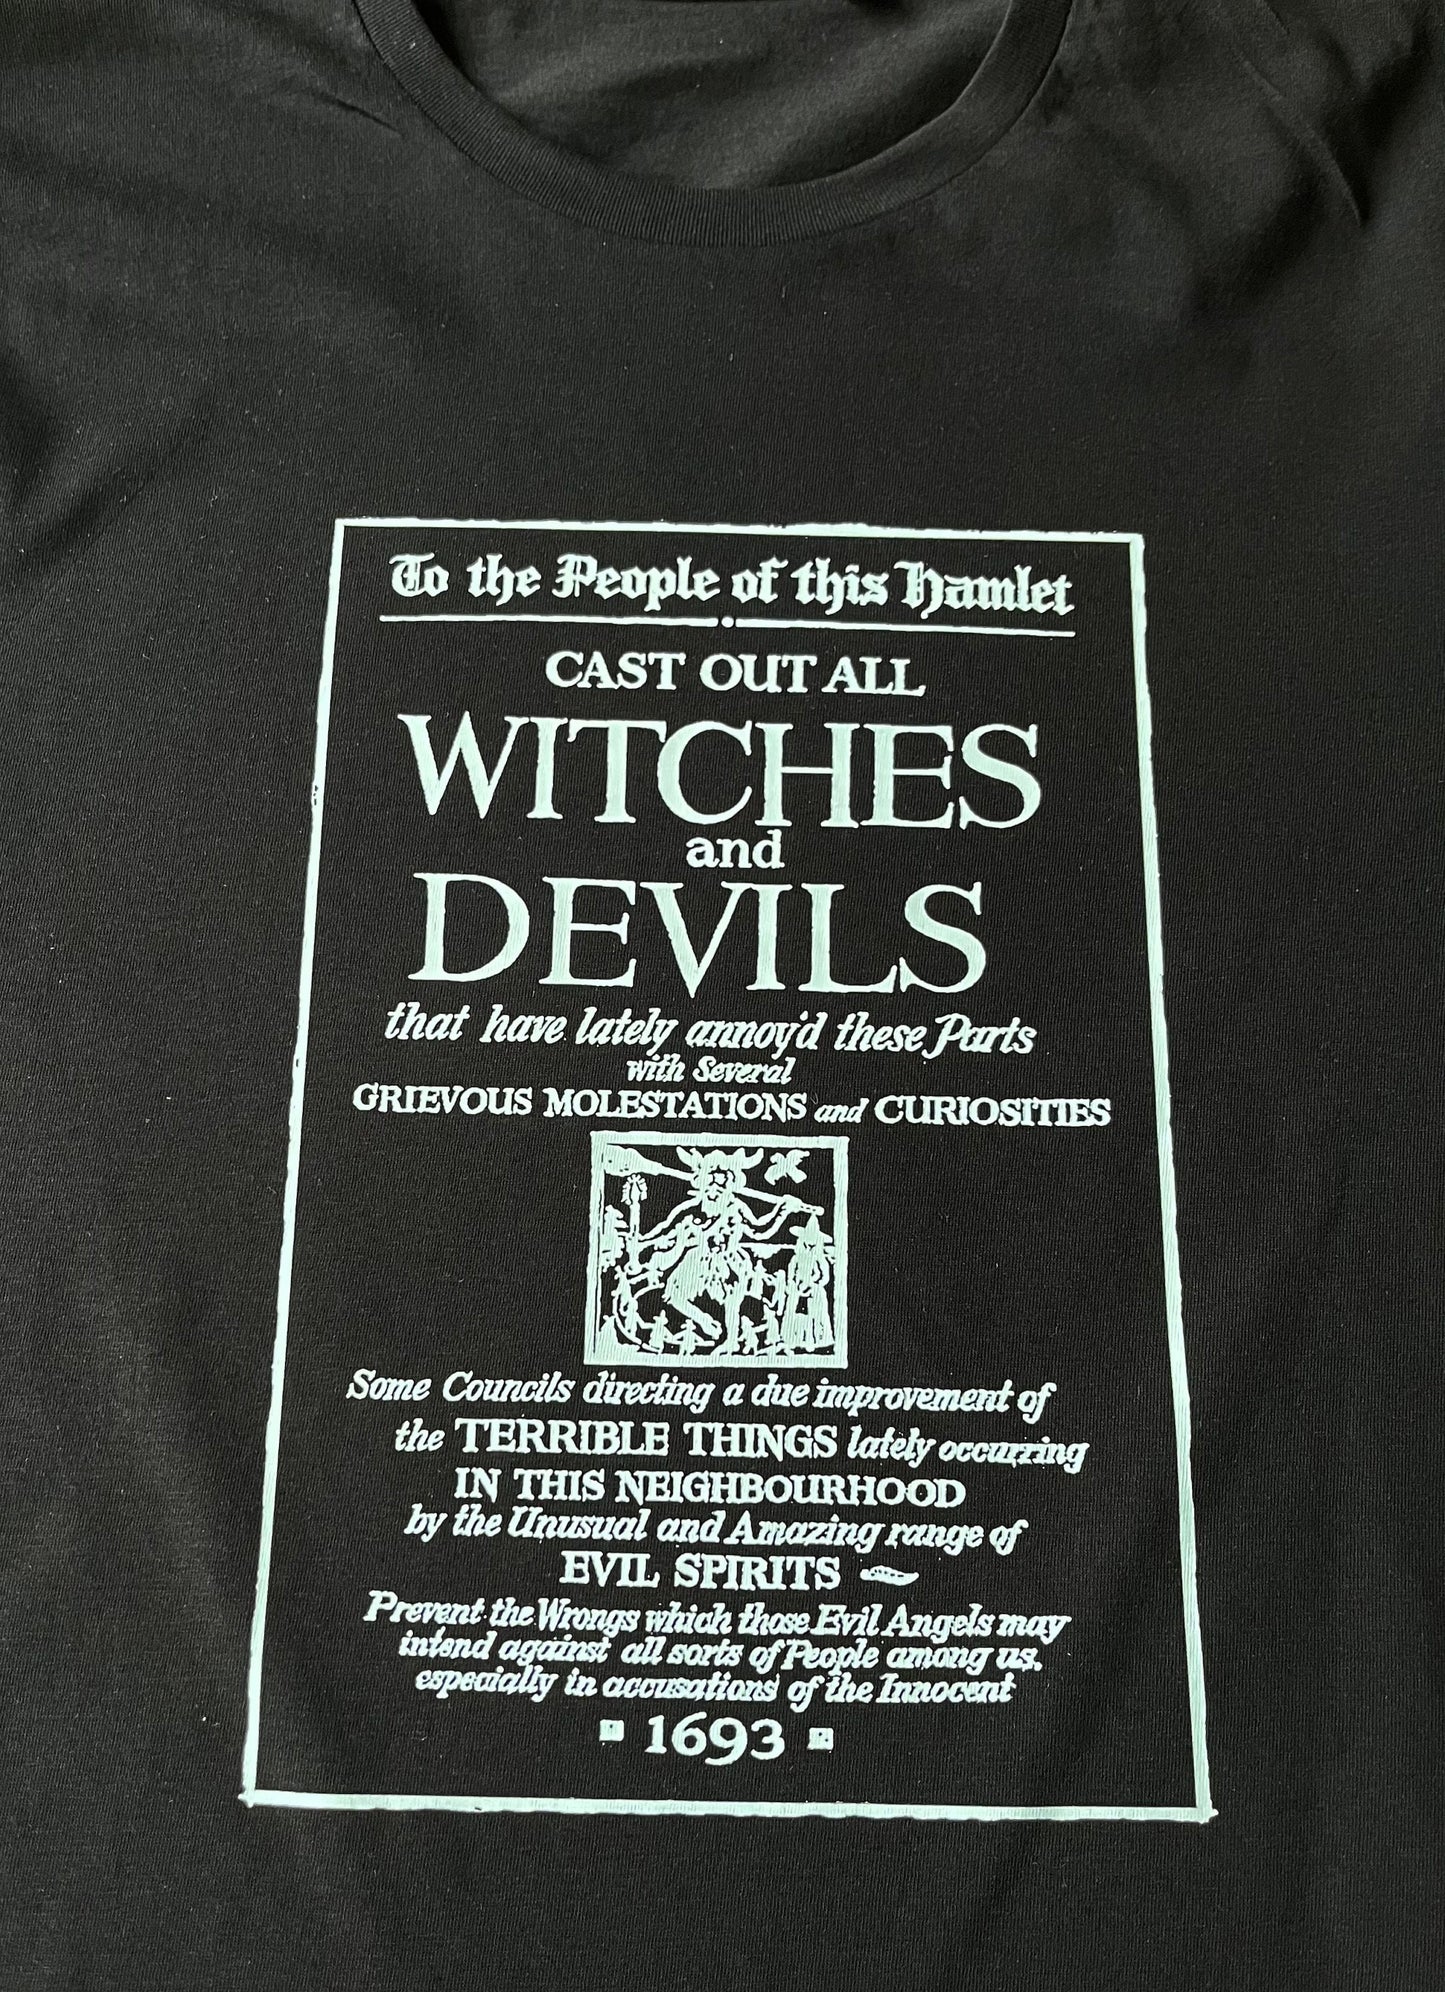 To the People of this Hamlet
CAST OUT ALL
WITCHES
and
DEVILS
that have lately annoy'd these Parts
with Several
GRIEVOUS MOLESTATIONS and CURIOSITIES
Some Councils directing a due improvement of
the TERRIBLE THINGS lately occurring
IN THIS NEIGHBOURHOOD
by the Unusual and Amazing range of
EVIL SPIRITS
Prevent the Wrongs which those Evil Angels may
intend against all sorts of People among us.
especially in accusations of the Innocent
1693